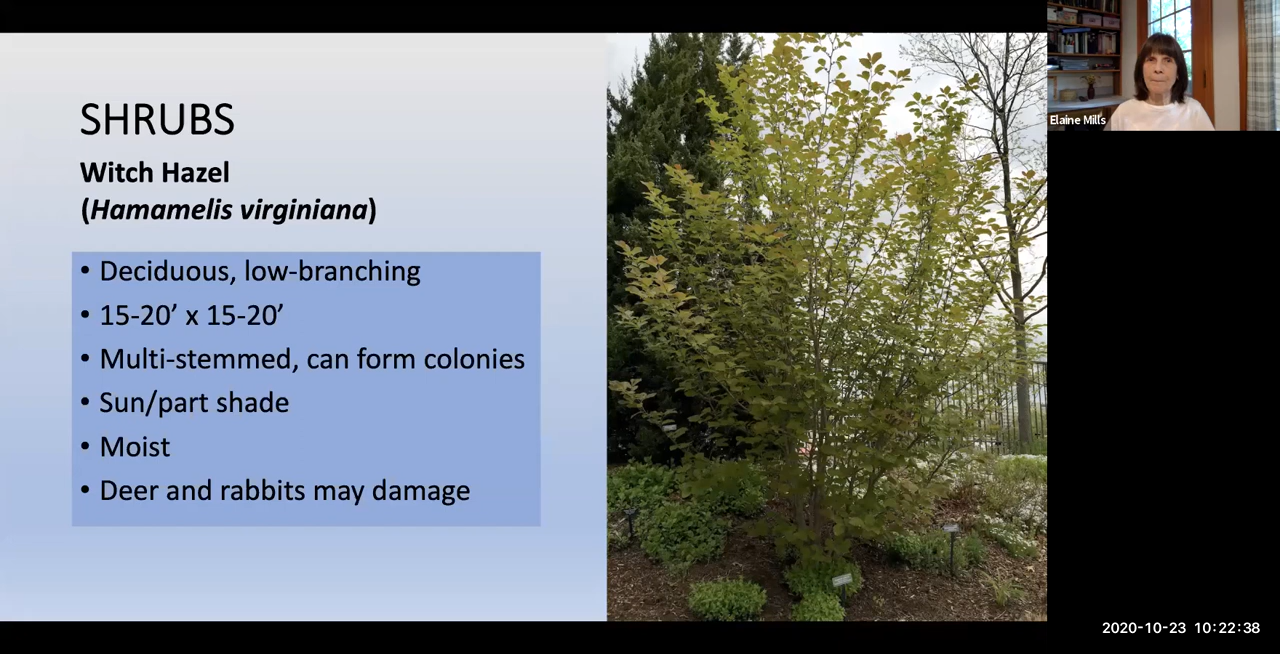 SHRUBS
Witch Hazel
(Hamamelis virginiana)
• Deciduous, low-branching
• 15-20’ x 15-20’
• Multi-stemmed, can form colonies
• Sun/part shade
• Moist
• Deer and rabbits may damage
Elaine Mills
2020-10-23 10:22:38